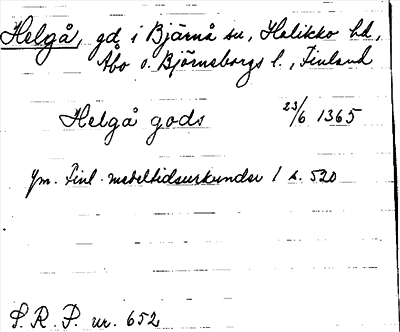 Helgå, gd i Bjärnå sn, Halikko hd,
Åbo o. Björneborgs l., Finland
Helgå gods 23/6 1365
Finl. medeltidsurkunder 1 s. 520
S. R. P. nr. 652